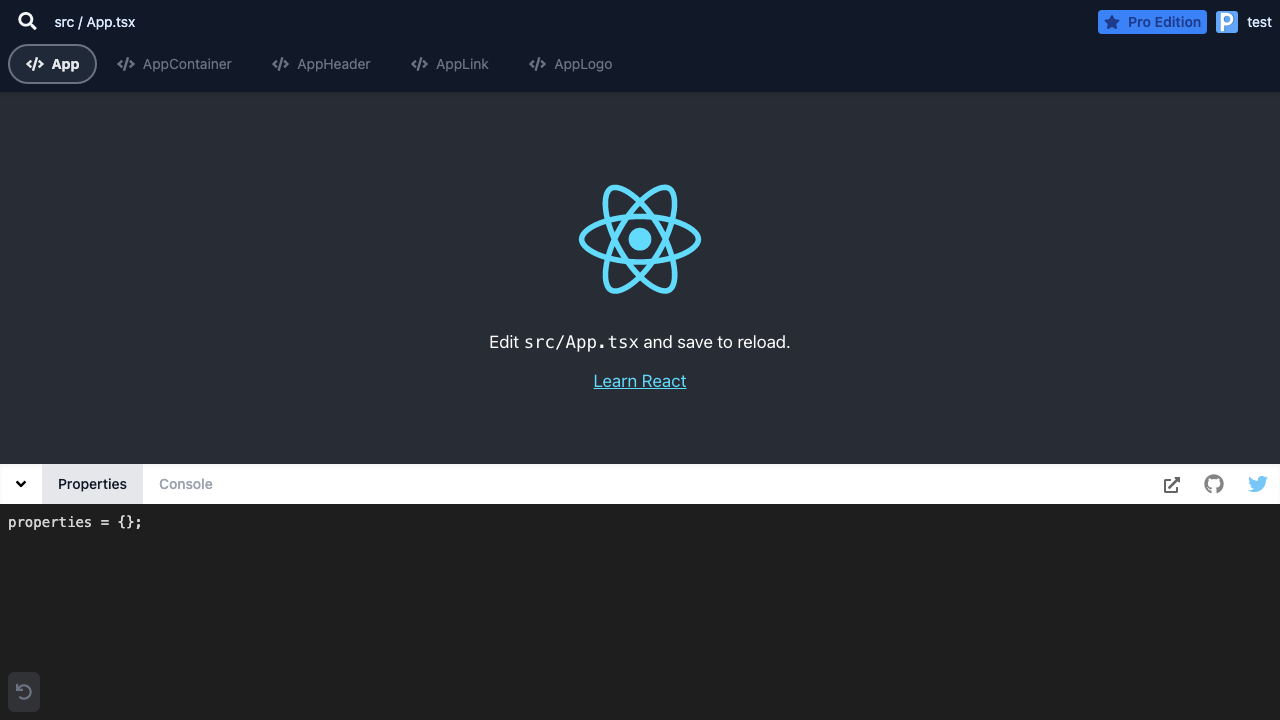 src / App.tsx
Pro Edition
P
test
</> App
</> AppContainer
</> AppHeader
</> AppLink
</> AppLogo
Edit src/App.tsx and save to reload.
Learn React
Properties
Console
properties = {};